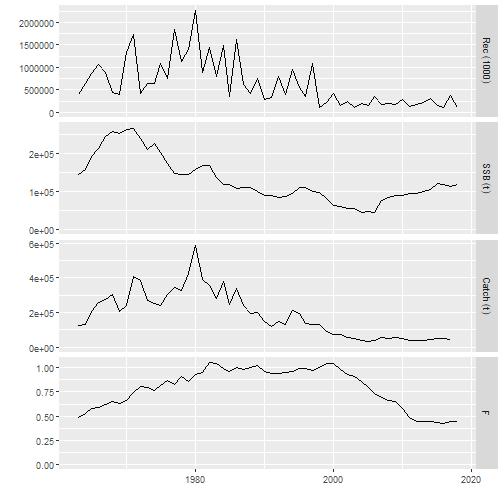 2000000
1500000
1000000
500000
0
Rec (1000)
2e+05
1e+05
0e+00
SSB (t)
6e+05
4e+05
2e+05
0e+00
Catch (t)
1.00
0.75
0.50
0.25
0.00
F
1980
2000
2020